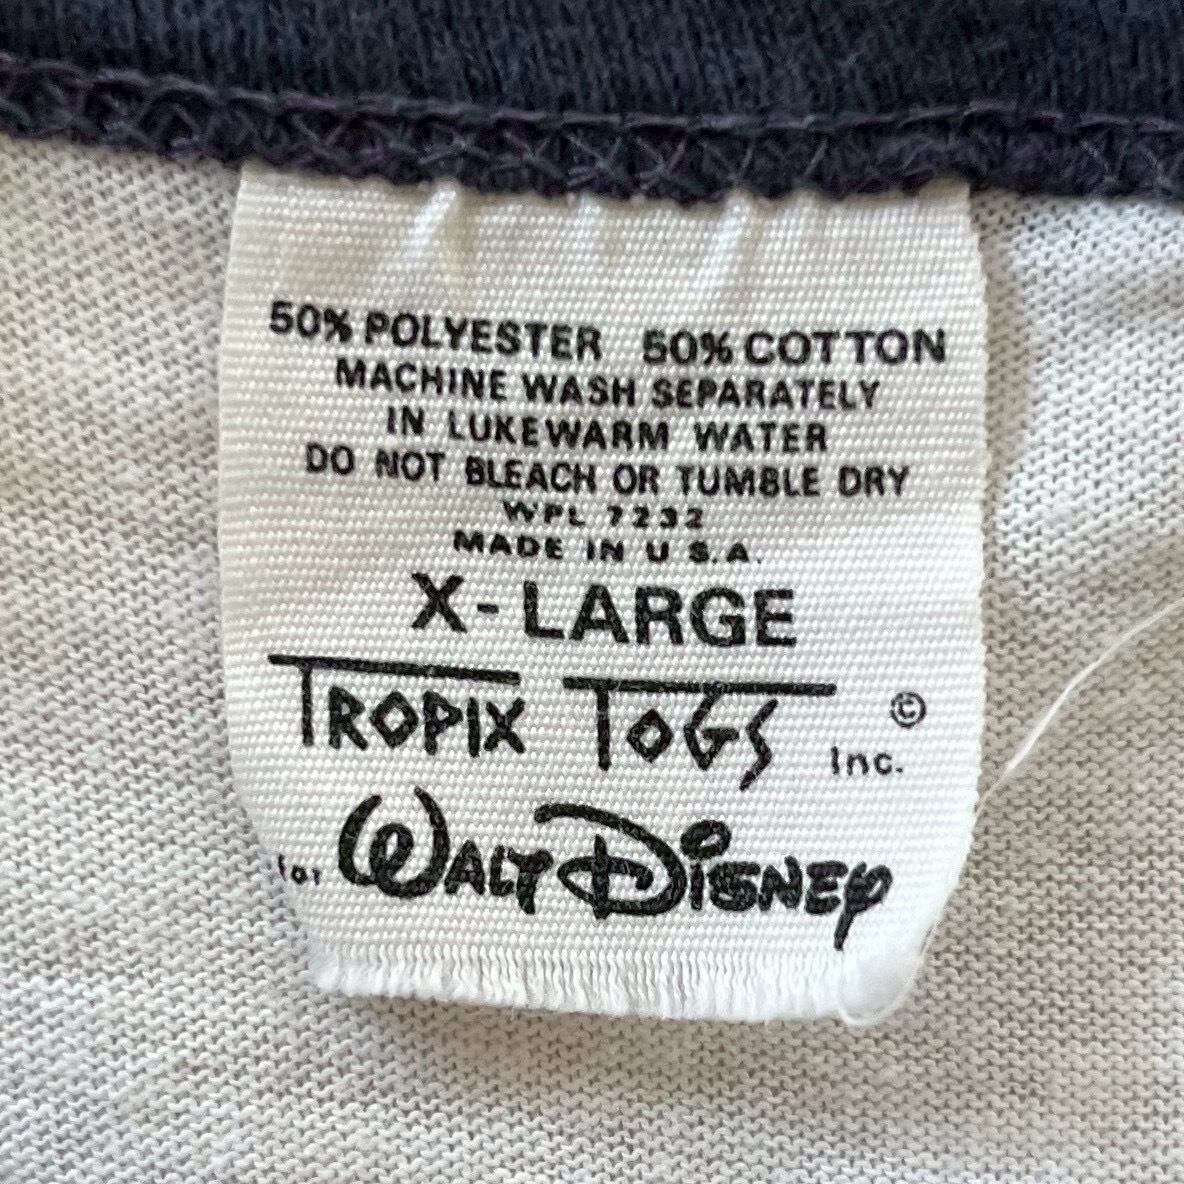 50% POLYESTER 50% COTTON
MACHINE WASH SEPARATELY
IN LUKEWARM WATER
DO NOT BLEACH OR TUMBLE DRY
WPL 7232
MADE IN U.S.A.
X-LARGE
TROPIX TOGS Inc. ©
for WALT DISNEY